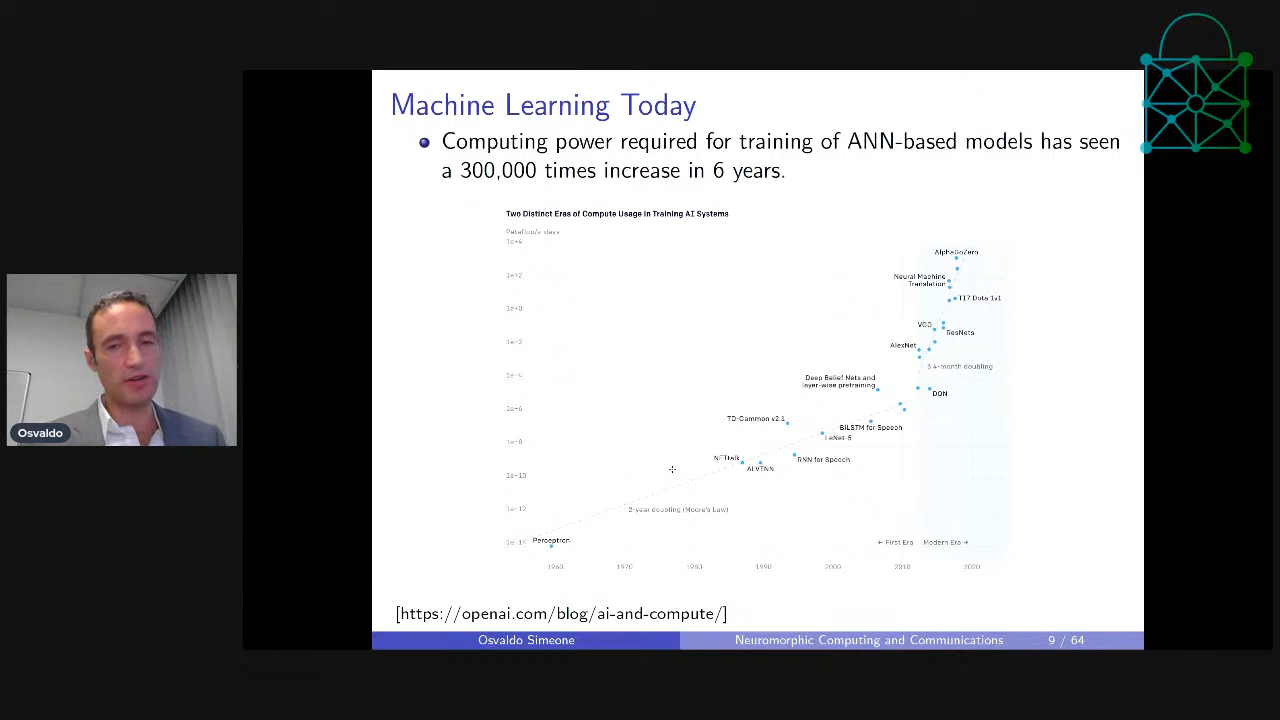 Machine Learning Today
Computing power required for training of ANN-based models has seen
a 300,000 times increase in 6 years.
Two Distinct Eras of Compute Usage in Training AI Systems
Petaflop/s-days
1e+4
1e+2
1e+0
1e-2
1e-4
1e-6
1e-8
1e-10
1e-12
1e-14
AlphaGoZero
Neural Machine
Translation
TI7 Dota 1v1
VGG
ResNets
AlexNet
3.4-month doubling
Deep Belief Nets and
layer-wise pretraining
DQN
TD-Gammon v2.1
BiLSTM for Speech
LeNet-5
NETtalk
ALVINN
RNN for Speech
2-year doubling (Moore's Law)
Perceptron
← First Era
Modern Era →
1960
1970
1980
1990
2000
2010
2020
[https://openai.com/blog/ai-and-compute/]
Osvaldo Simeone
Neuromorphic Computing and Communications
9 / 64
Osvaldo